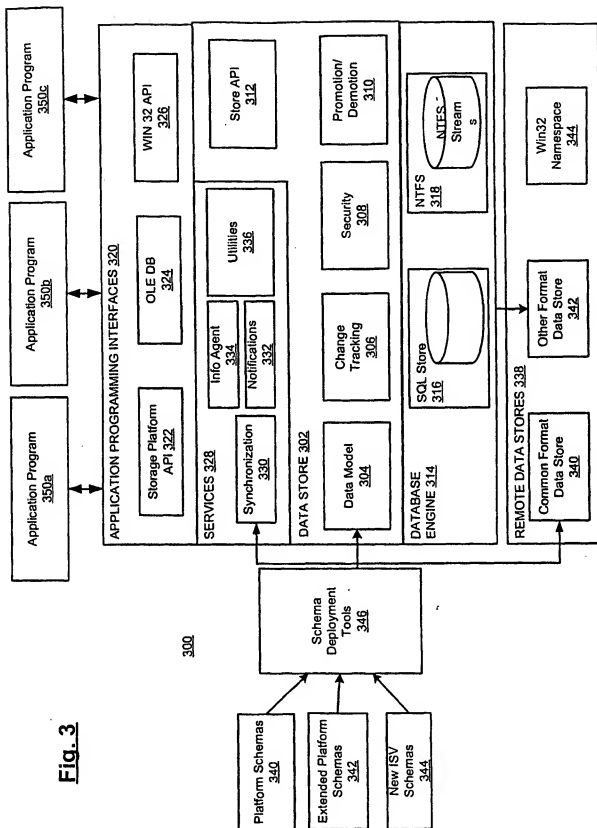 Fig. 3
300
Application Program
350a
Application Program
350b
Application Program
350c
APPLICATION PROGRAMMING INTERFACES 320
Storage Platform
API 322
OLE DB
324
WIN 32 API
326
SERVICES 328
Synchronization
330
Info Agent
334
Notifications
332
Utilities
336
Store API
312
DATA STORE 302
Data Model
304
Change
Tracking
306
Security
308
Promotion/
Demotion
310
DATABASE
ENGINE 314
SQL Store
316
NTFS
318
NTFS
Stream
s
REMOTE DATA STORES 338
Common Format
Data Store
340
Other Format
Data Store
342
Win32
Namespace
344
Schema
Deployment
Tools
346
Platform Schemas
340
Extended Platform
Schemas
342
New ISV
Schemas
344